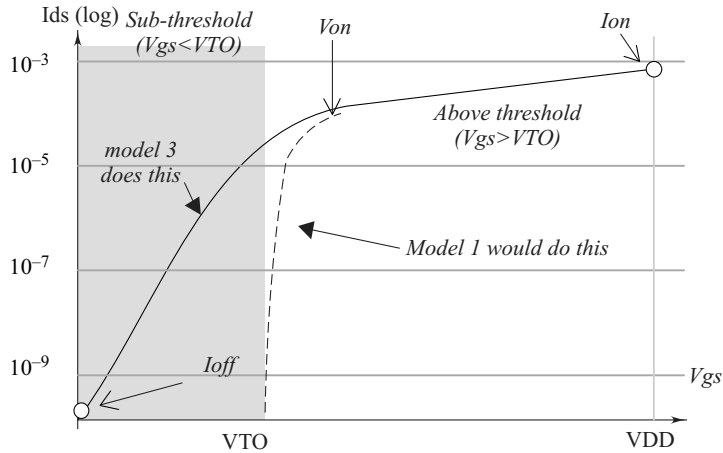 Ids (log)
Sub-threshold
(Vgs<VTO)
Von
Ion
10–3
Above threshold
(Vgs>VTO)
model 3
does this
10–5
Model 1 would do this
10–7
10–9
Ioff
Vgs
VTO
VDD